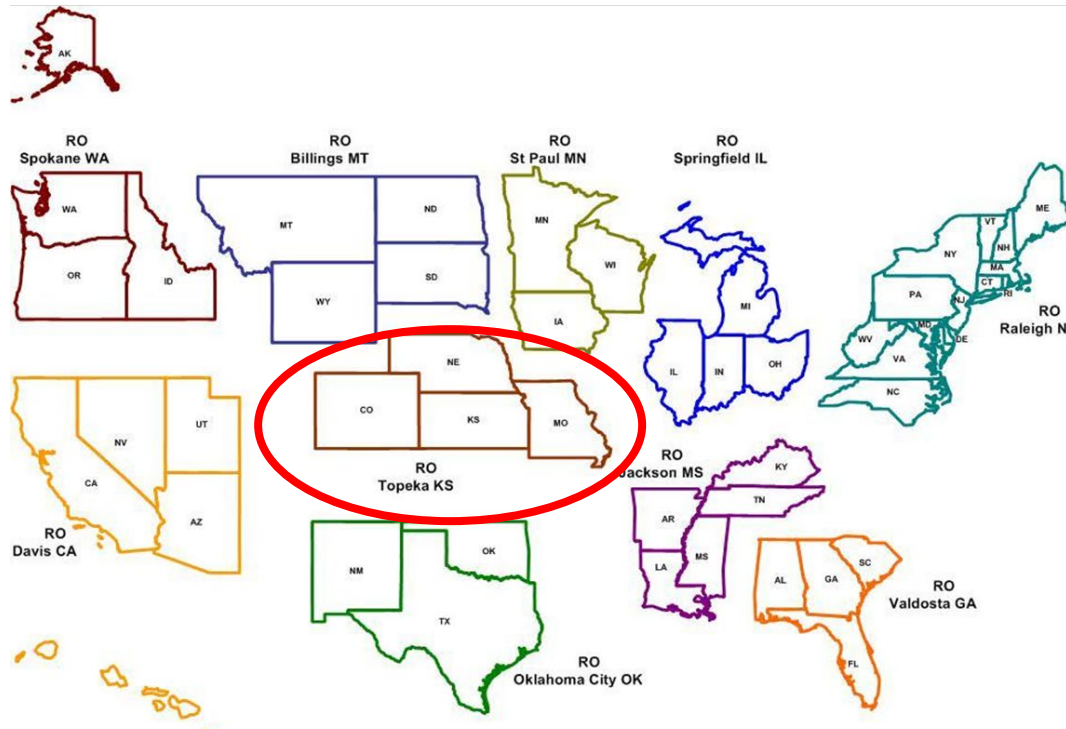 AK
RO
Spokane WA
RO
Billings MT
RO
St Paul MN
RO
Springfield IL
WA
OR
ID
MT
ND
SD
WY
MN
WI
IA
MI
IL
IN
OH
ME
VT
NH
NY
MA
CT
RI
PA
NJ
MD
DE
WV
VA
NC
RO
Raleigh N
NE
CO
KS
MO
RO
Topeka KS
NV
UT
CA
AZ
RO
Davis CA
RO
Jackson MS
KY
TN
AR
MS
LA
NM
OK
TX
RO
Oklahoma City OK
AL
GA
SC
FL
RO
Valdosta GA